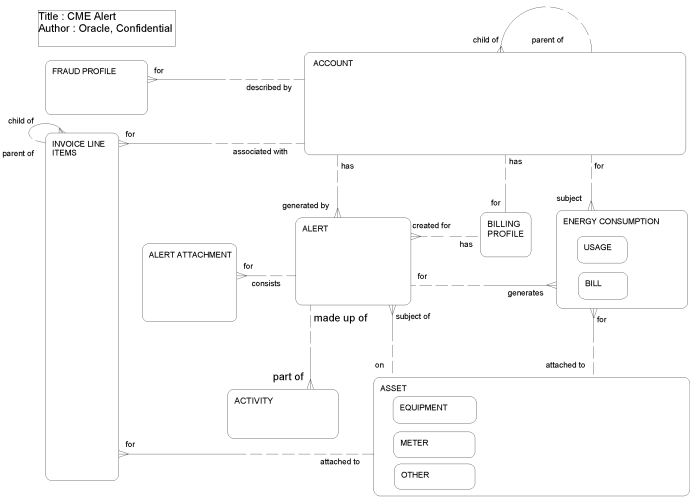 Title : CME Alert
Author : Oracle, Confidential
child of
parent of
ACCOUNT
FRAUD PROFILE
for
described by
child of
parent of
INVOICE LINE
ITEMS
for
associated with
has
has
for
generated by
for
subject
ALERT
created for
has
BILLING
PROFILE
ENERGY CONSUMPTION
USAGE
BILL
ALERT ATTACHMENT
for
consists
for
generates
made up of
subject of
for
part of
on
attached to
ACTIVITY
ASSET
EQUIPMENT
METER
OTHER
for
attached to